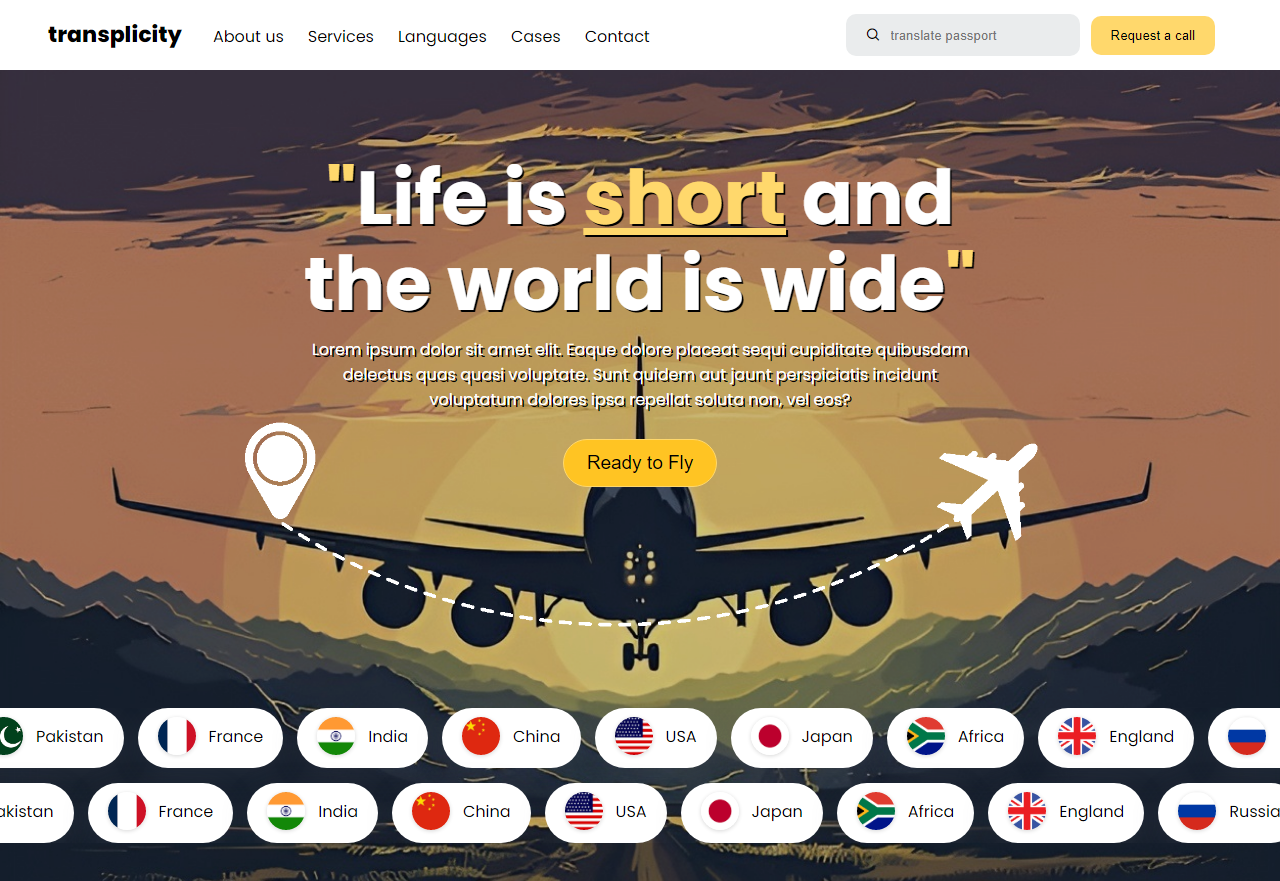 transplicity About us Services Languages Cases Contact translate passport Request a call
"Life is short and
the world is wide"
Lorem ipsum dolor sit amet elit. Eaque dolore placeat sequi cupiditate quibusdam
delectus quas quasi voluptate. Sunt quidem aut jaunt perspiciatis incidunt
voluptatum dolores ipsa repellat soluta non, vel eos?
Ready to Fly
Pakistan France India China USA Japan Africa England
akistan France India China USA Japan Africa England Russia